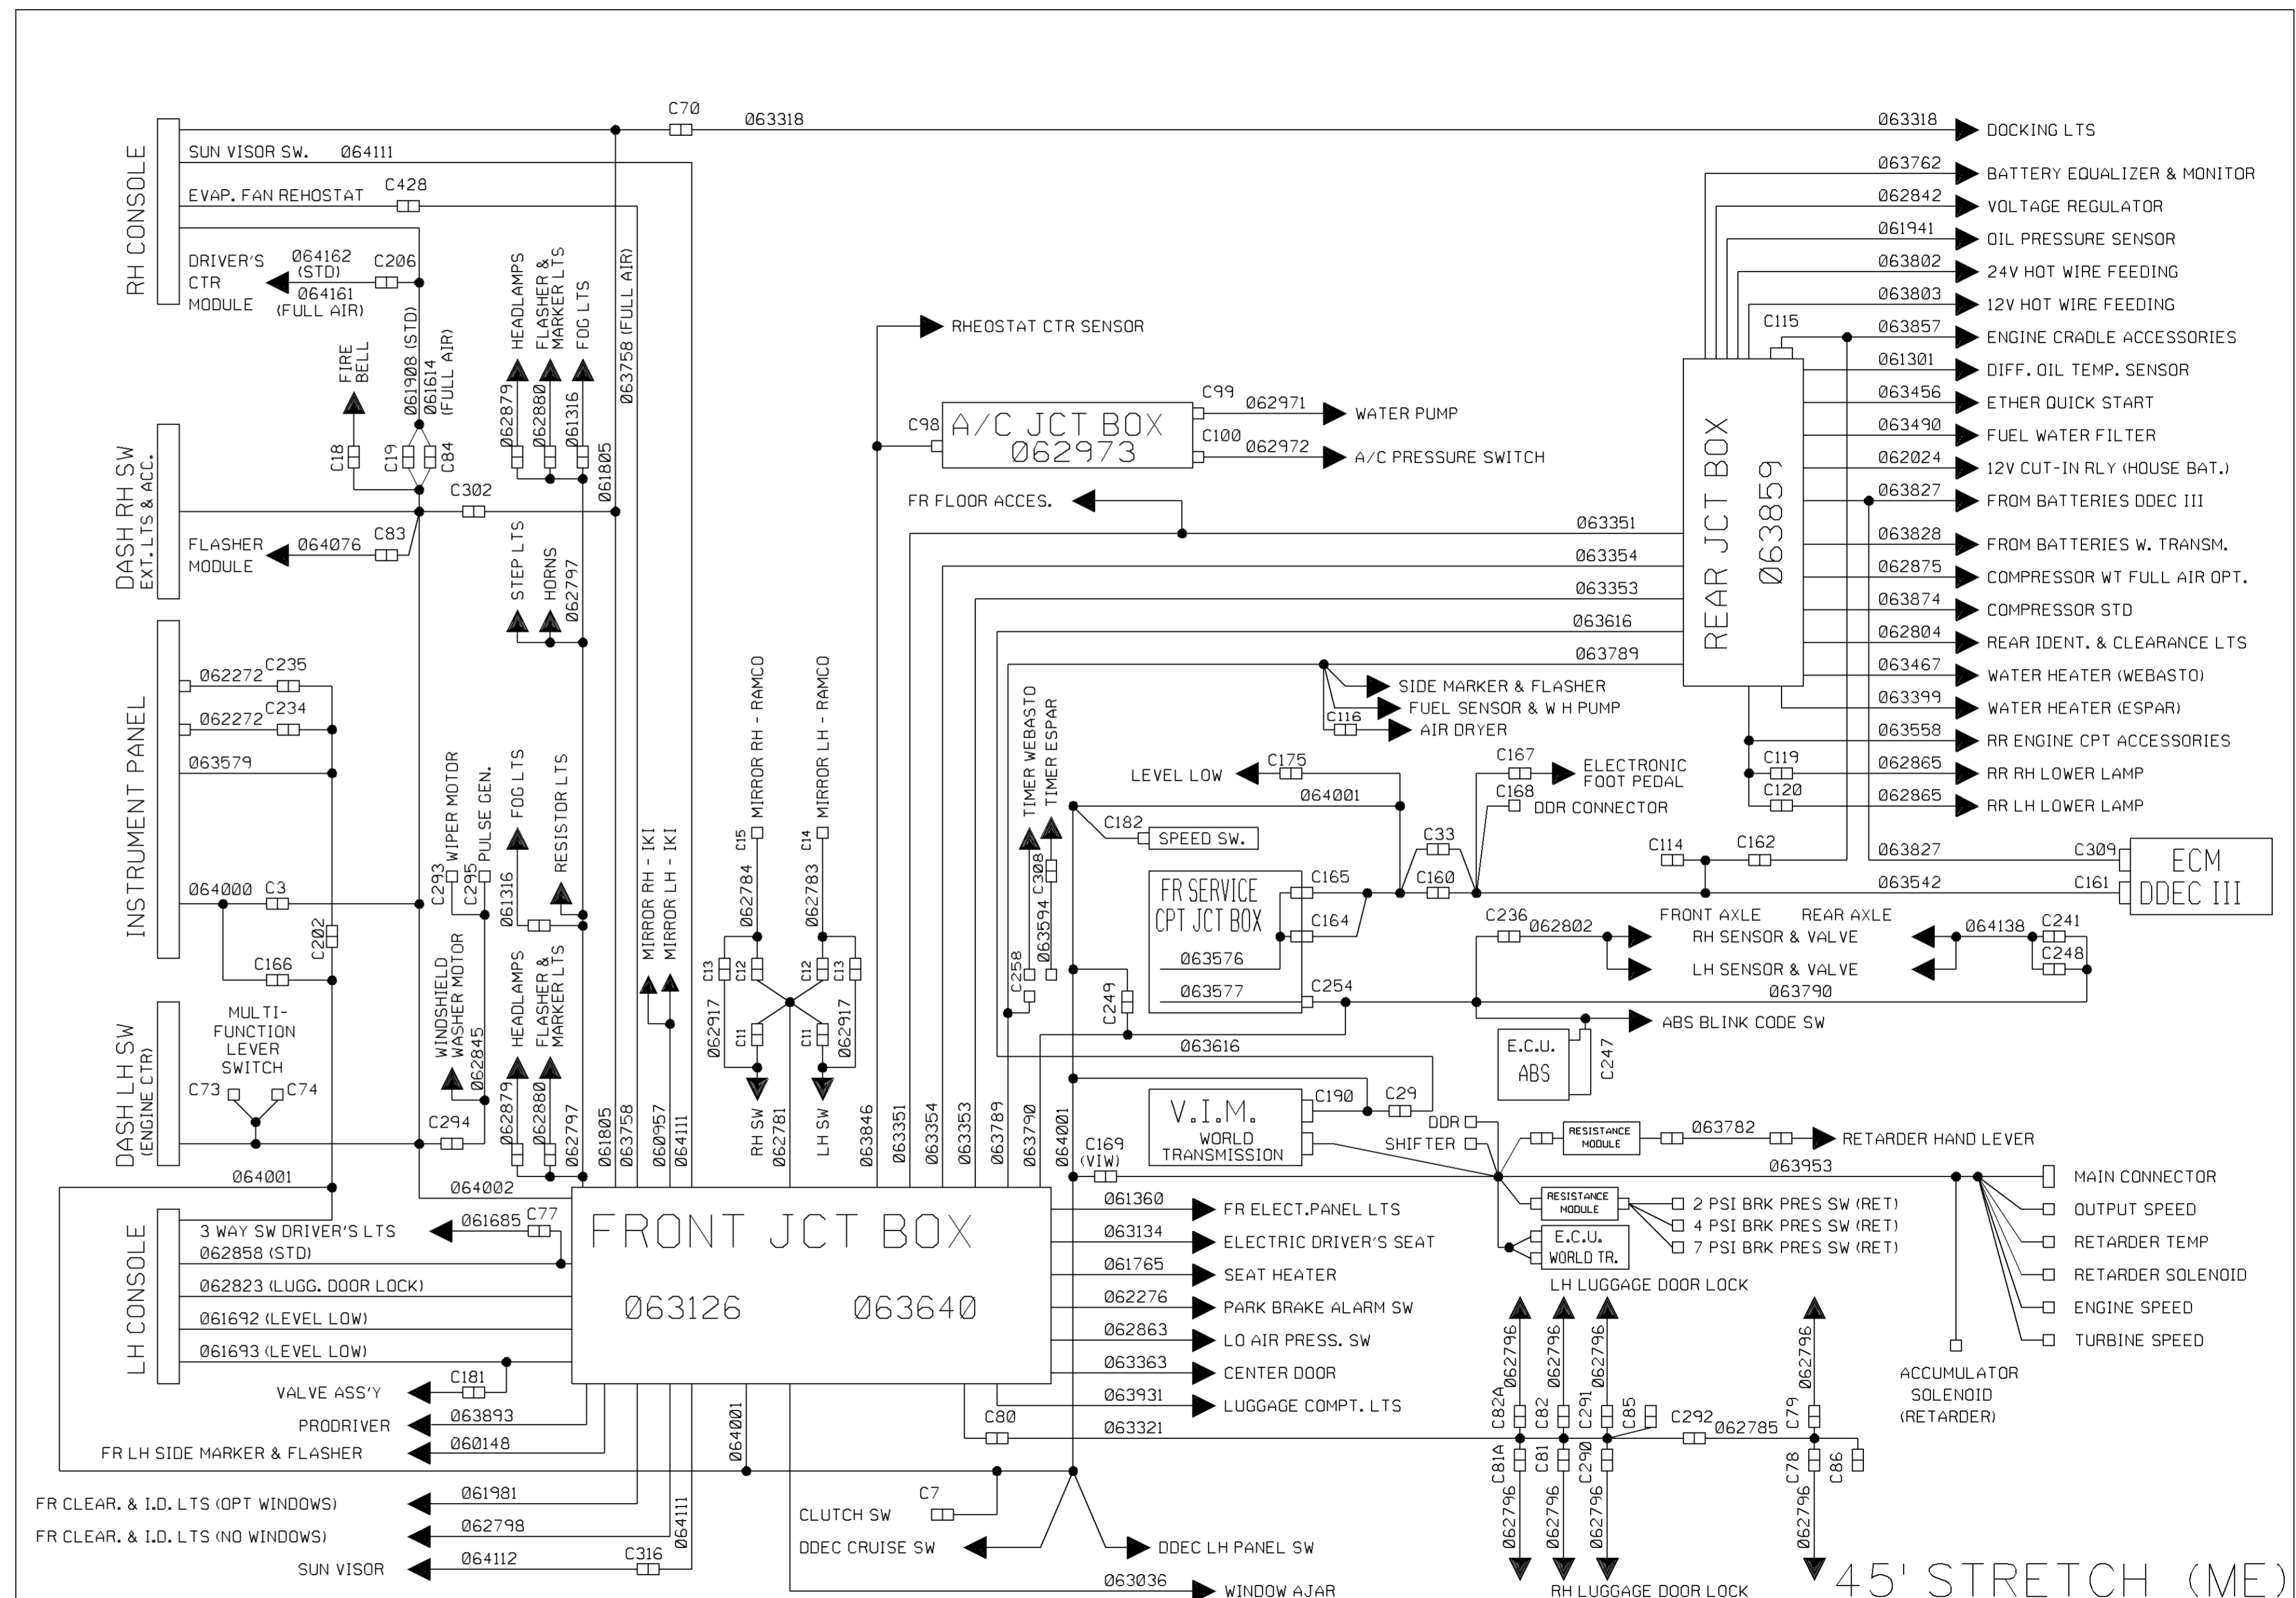 C70
063318
063318
DOCKING LTS
RH CONSOLE
SUN VISOR SW.
064111
EVAP. FAN REHOSTAT
C428
DRIVER'S
CTR
MODULE
064162
(STD)
064161
(FULL AIR)
C206
061908 (STD)
061614
(FULL AIR)
FIRE
BELL
C18
C19
C84
HEADLAMPS
FLASHER &
MARKER LTS
FOG LTS
062879
062880
061316
061805
063758 (FULL AIR)
DASH RH SW
EXT. LTS & ACC.
C302
FLASHER
MODULE
064076
C83
STEP LTS
HORNS
062797
INSTRUMENT PANEL
062272
C235
062272
C234
063579
064000
C3
C202
C166
C293
WIPER MOTOR
C295
PULSE GEN.
WINDSHIELD
WASHER MOTOR
062845
FOG LTS
061316
RESISTOR LTS
HEADLAMPS
FLASHER &
MARKER LTS
062879
062880
062797
061805
063758
060957
064111
MIRROR RH - IKI
MIRROR LH - IKI
DASH LH SW
(ENGINE CTR)
MULTI-
FUNCTION
LEVER
SWITCH
C73
C74
C294
064001
064002
MIRROR RH - RAMCO
MIRROR LH - RAMCO
C15
C14
062784
062783
C13
C12
C12
C13
062917
C11
C11
062917
RH SW
062781
LH SW
063846
063351
063354
063353
063789
063790
064001
RHEOSTAT CTR SENSOR
C98
A/C JCT BOX
062973
C99
062971
WATER PUMP
C100
062972
A/C PRESSURE SWITCH
FR FLOOR ACCES.
063351
063354
063353
063616
063789
SIDE MARKER & FLASHER
FUEL SENSOR & W H PUMP
C116
AIR DRYER
REAR JCT BOX
063859
C115
063762
BATTERY EQUALIZER & MONITOR
062842
VOLTAGE REGULATOR
061941
OIL PRESSURE SENSOR
063802
24V HOT WIRE FEEDING
063803
12V HOT WIRE FEEDING
063857
ENGINE CRADLE ACCESSORIES
061301
DIFF. OIL TEMP. SENSOR
063456
ETHER QUICK START
063490
FUEL WATER FILTER
062024
12V CUT-IN RLY (HOUSE BAT.)
063827
FROM BATTERIES DDEC III
063828
FROM BATTERIES W. TRANSM.
062875
COMPRESSOR WT FULL AIR OPT.
063874
COMPRESSOR STD
062804
REAR IDENT. & CLEARANCE LTS
063467
WATER HEATER (WEBASTO)
063399
WATER HEATER (ESPAR)
063558
RR ENGINE CPT ACCESSORIES
C119
062865
RR RH LOWER LAMP
C120
062865
RR LH LOWER LAMP
TIMER WEBASTO
TIMER ESPAR
063594
C308
C258
LEVEL LOW
C175
064001
C182
SPEED SW.
C167
ELECTRONIC
FOOT PEDAL
C168
DDR CONNECTOR
C33
C160
C114
C162
063827
C309
063542
C161
ECM
DDEC III
FR SERVICE
CPT JCT BOX
C165
C164
063576
063577
C254
C249
C236
062802
FRONT AXLE
REAR AXLE
RH SENSOR & VALVE
LH SENSOR & VALVE
064138
C241
C248
063790
ABS BLINK CODE SW
E.C.U.
ABS
C247
063616
V.I.M.
WORLD
TRANSMISSION
C190
C29
C169
(VIW)
DDR
SHIFTER
RESISTANCE
MODULE
063782
RETARDER HAND LEVER
063953
RESISTANCE
MODULE
2 PSI BRK PRES SW (RET)
4 PSI BRK PRES SW (RET)
7 PSI BRK PRES SW (RET)
E.C.U.
WORLD TR.
MAIN CONNECTOR
OUTPUT SPEED
RETARDER TEMP
RETARDER SOLENOID
ENGINE SPEED
TURBINE SPEED
ACCUMULATOR
SOLENOID
(RETARDER)
LH CONSOLE
3 WAY SW DRIVER'S LTS
061685
C77
062858 (STD)
062823 (LUGG. DOOR LOCK)
061692 (LEVEL LOW)
061693 (LEVEL LOW)
C181
VALVE ASS'Y
PRODRIVER
063893
FR LH SIDE MARKER & FLASHER
060148
FRONT JCT BOX
063126
063640
061360
FR ELECT.PANEL LTS
063134
ELECTRIC DRIVER'S SEAT
061765
SEAT HEATER
062276
PARK BRAKE ALARM SW
062863
LO AIR PRESS. SW
063363
CENTER DOOR
063931
LUGGAGE COMPT. LTS
C80
063321
LH LUGGAGE DOOR LOCK
062796
062796
062796
062796
C82A
C82
C291
C85
C292
062785
C79
C81A
C81
C290
C78
C86
062796
062796
062796
062796
RH LUGGAGE DOOR LOCK
064001
FR CLEAR. & I.D. LTS (OPT WINDOWS)
061981
FR CLEAR. & I.D. LTS (NO WINDOWS)
062798
064111
SUN VISOR
064112
C316
C7
CLUTCH SW
DDEC CRUISE SW
DDEC LH PANEL SW
063036
WINDOW AJAR
45' STRETCH (ME)